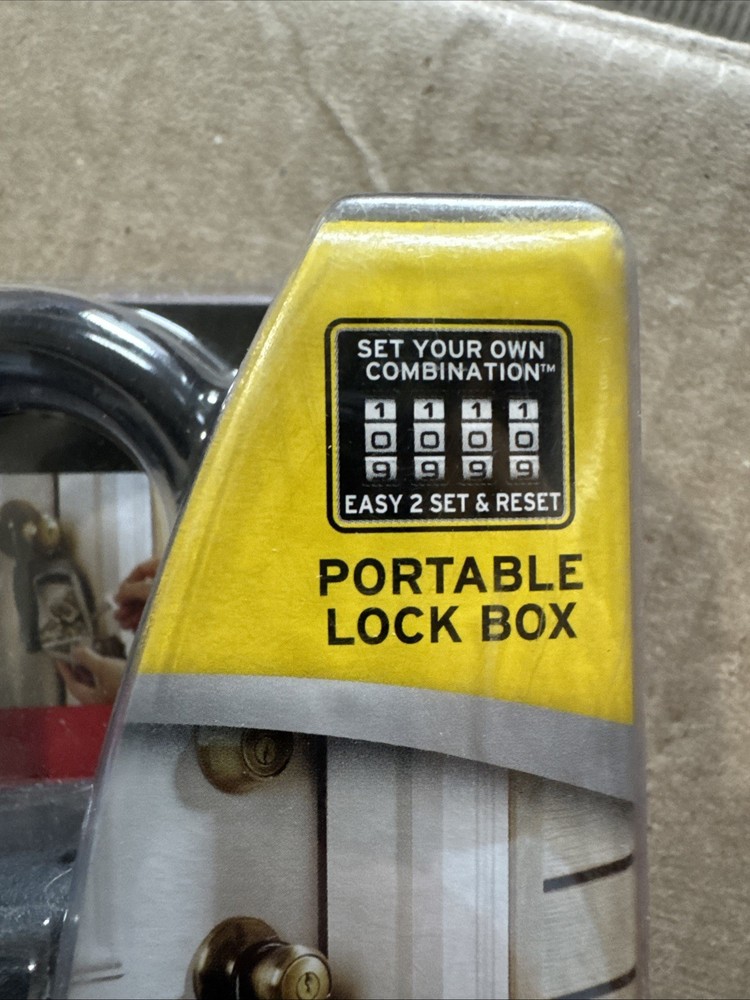 SET YOUR OWN
COMBINATION™
1 1 1 1
0 0 0 0
9 9 9 9
EASY 2 SET & RESET
PORTABLE
LOCK BOX